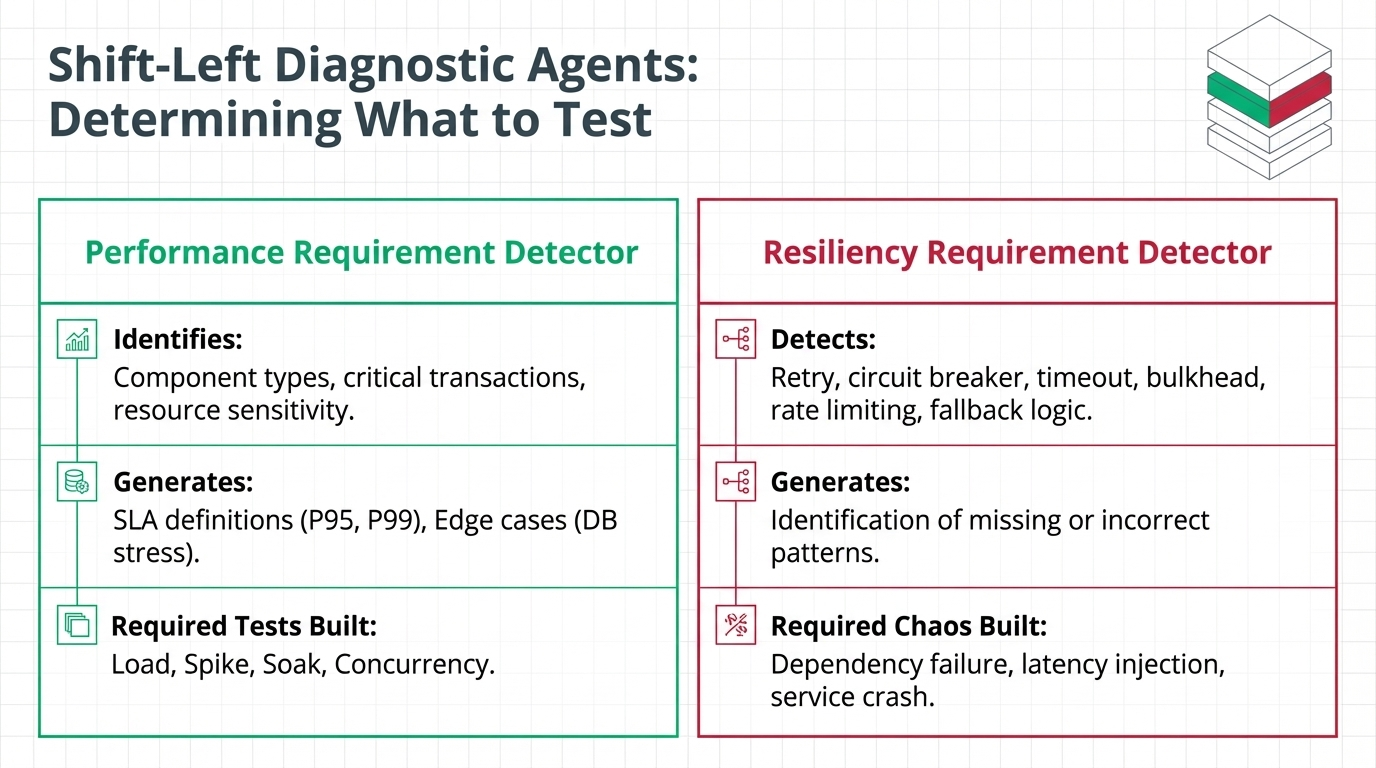 Shift-Left Diagnostic Agents:
Determining What to Test
Performance Requirement Detector
Identifies:
Component types, critical transactions,
resource sensitivity.
Generates:
SLA definitions (P95, P99), Edge cases (DB
stress).
Required Tests Built:
Load, Spike, Soak, Concurrency.
Resiliency Requirement Detector
Detects:
Retry, circuit breaker, timeout, bulkhead,
rate limiting, fallback logic.
Generates:
Identification of missing or incorrect
patterns.
Required Chaos Built:
Dependency failure, latency injection,
service crash.